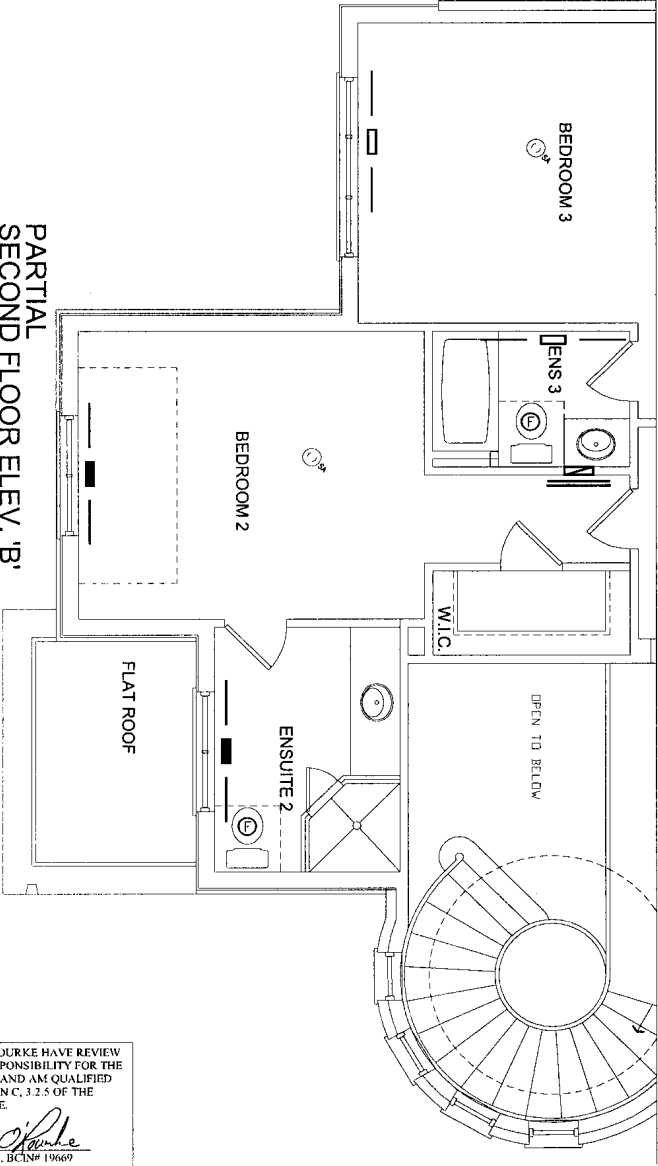 BEDROOM 3
ENS 3
F
BEDROOM 2
W.I.C.
OPEN TO BELOW
ENSUITE 2
F
FLAT ROOF
PARTIAL
SECOND FLOOR ELEV. 'B'
OURKE HAVE REVIEW
PONSIBILITY FOR THE
AND AM QUALIFIED
N C, 3.2.5 OF THE
E.
O'Rourke
, BCIN# 19669